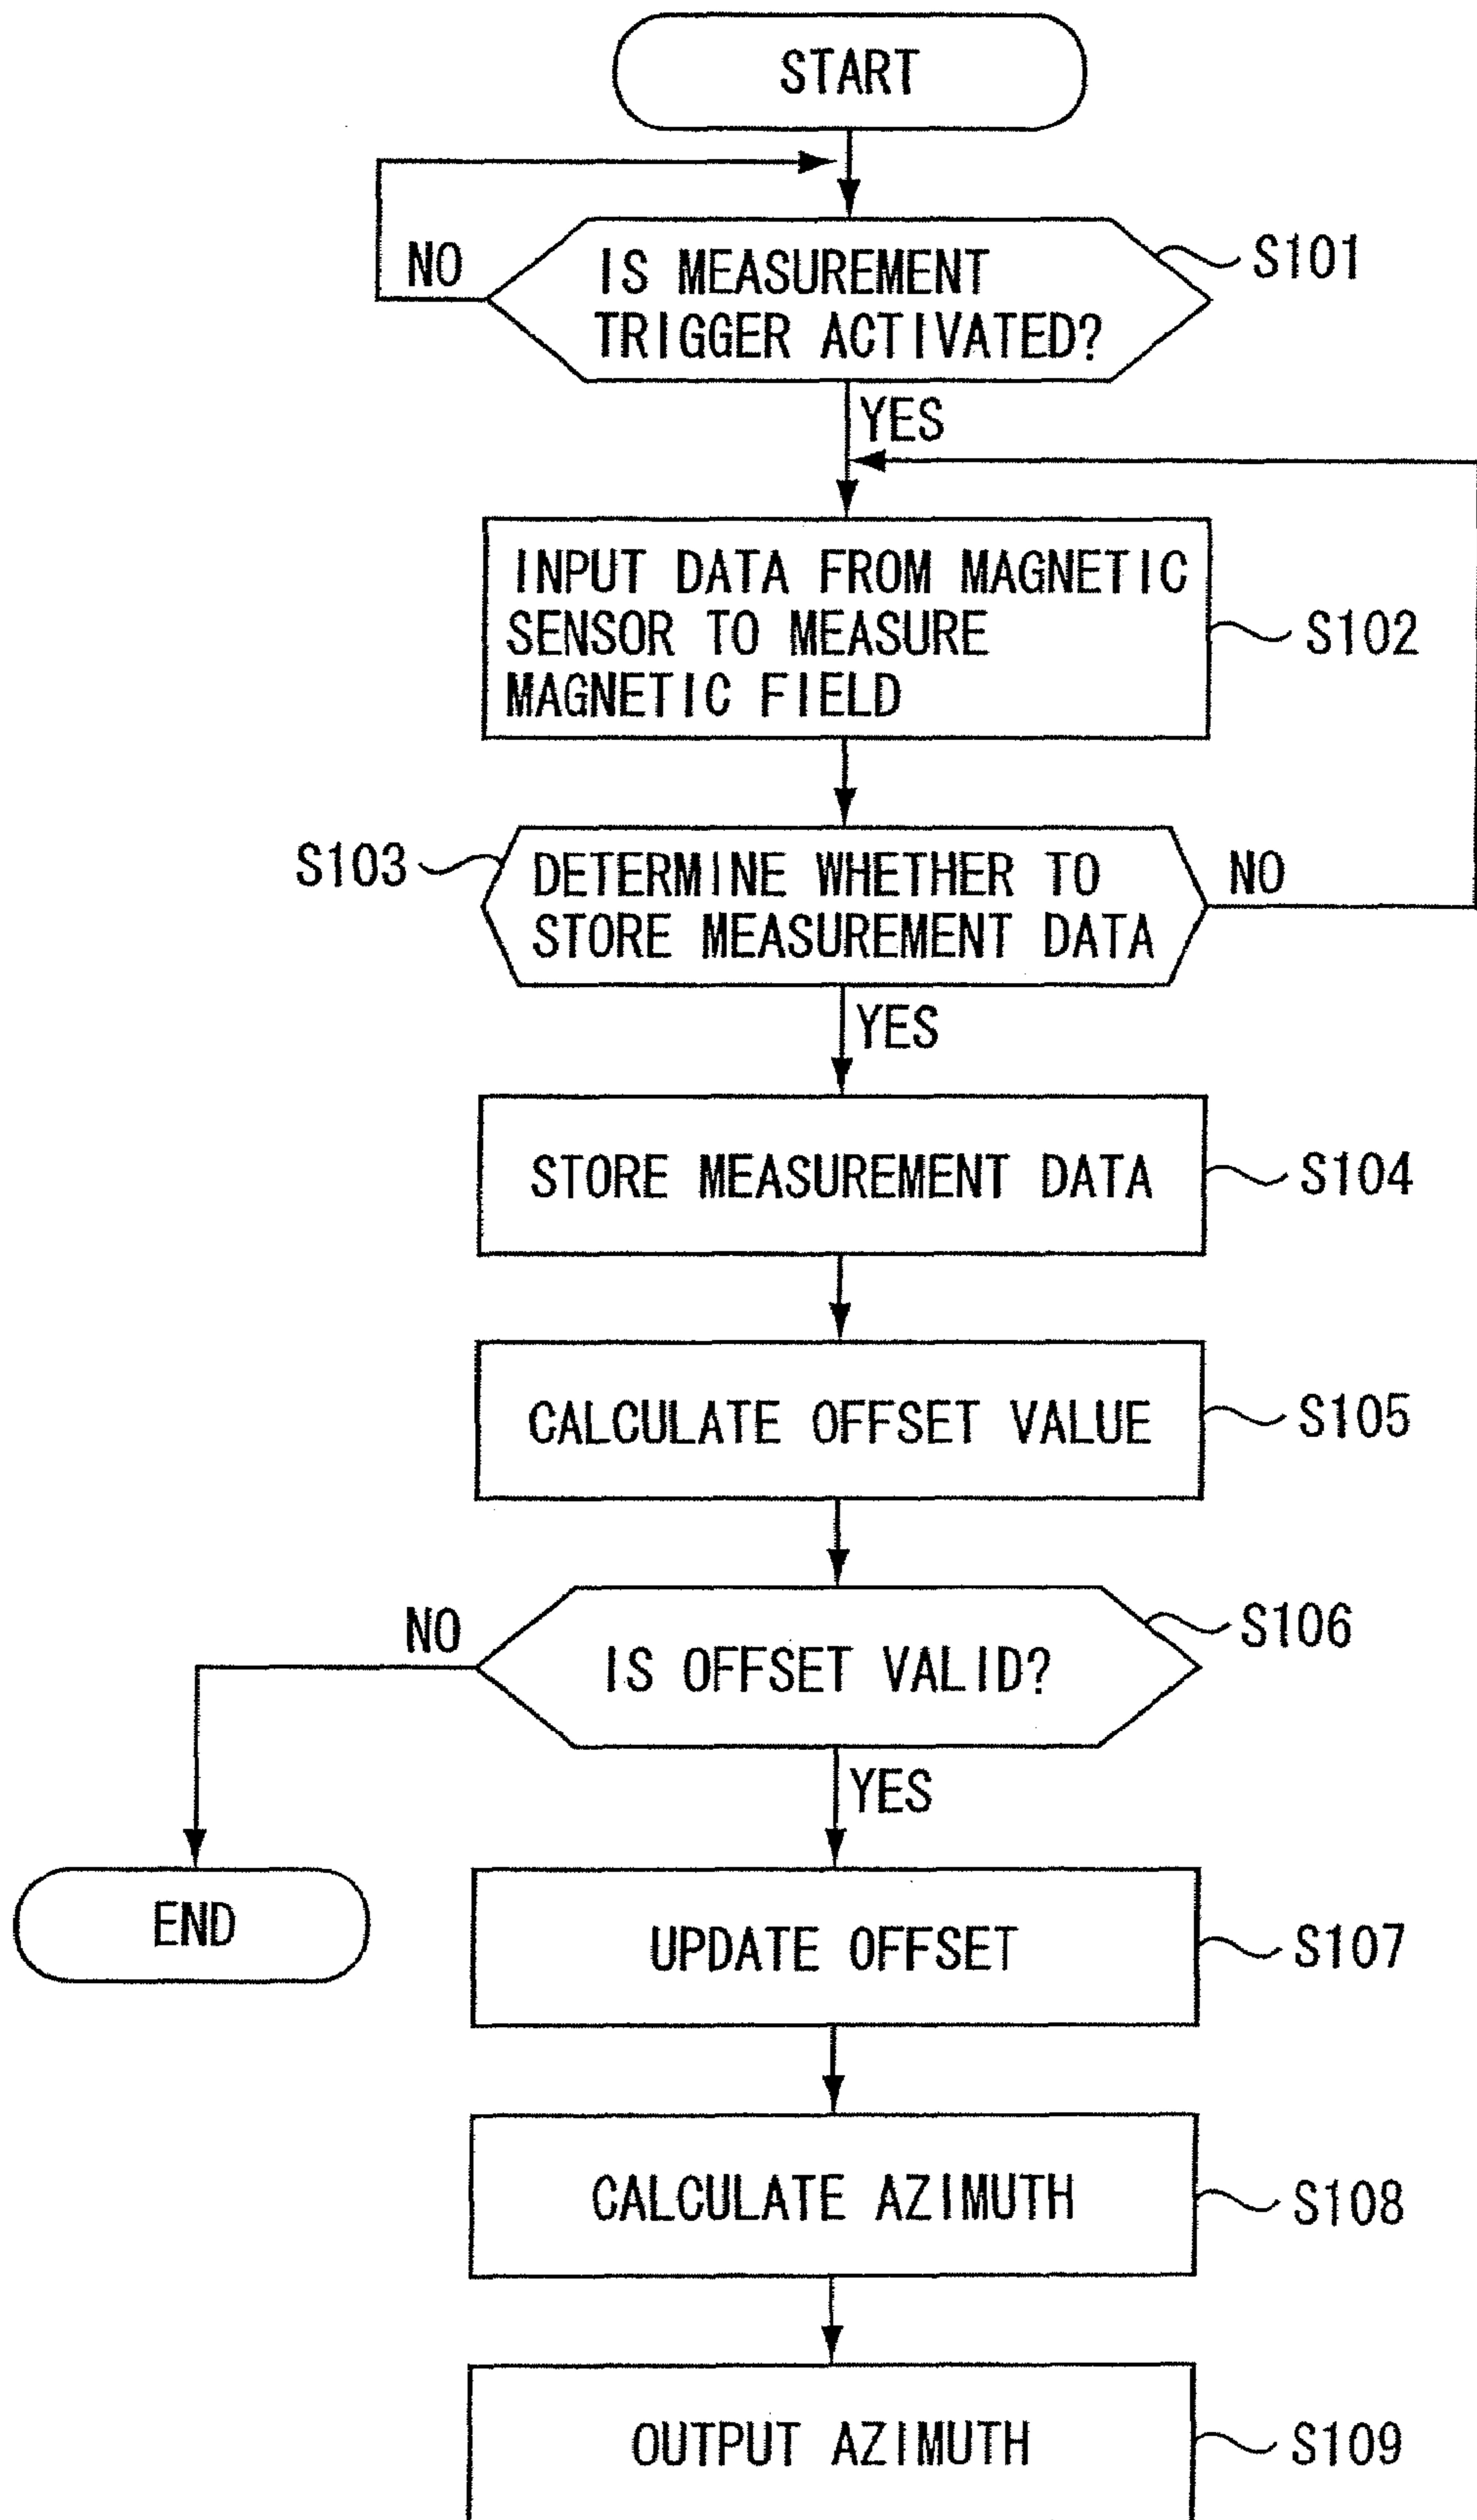 START
NO
IS MEASUREMENT
TRIGGER ACTIVATED?
S101
YES
INPUT DATA FROM MAGNETIC
SENSOR TO MEASURE
MAGNETIC FIELD
S102
S103
DETERMINE WHETHER TO
STORE MEASUREMENT DATA
NO
YES
STORE MEASUREMENT DATA
S104
CALCULATE OFFSET VALUE
S105
NO
IS OFFSET VALID?
S106
YES
END
UPDATE OFFSET
S107
CALCULATE AZIMUTH
S108
OUTPUT AZIMUTH
S109